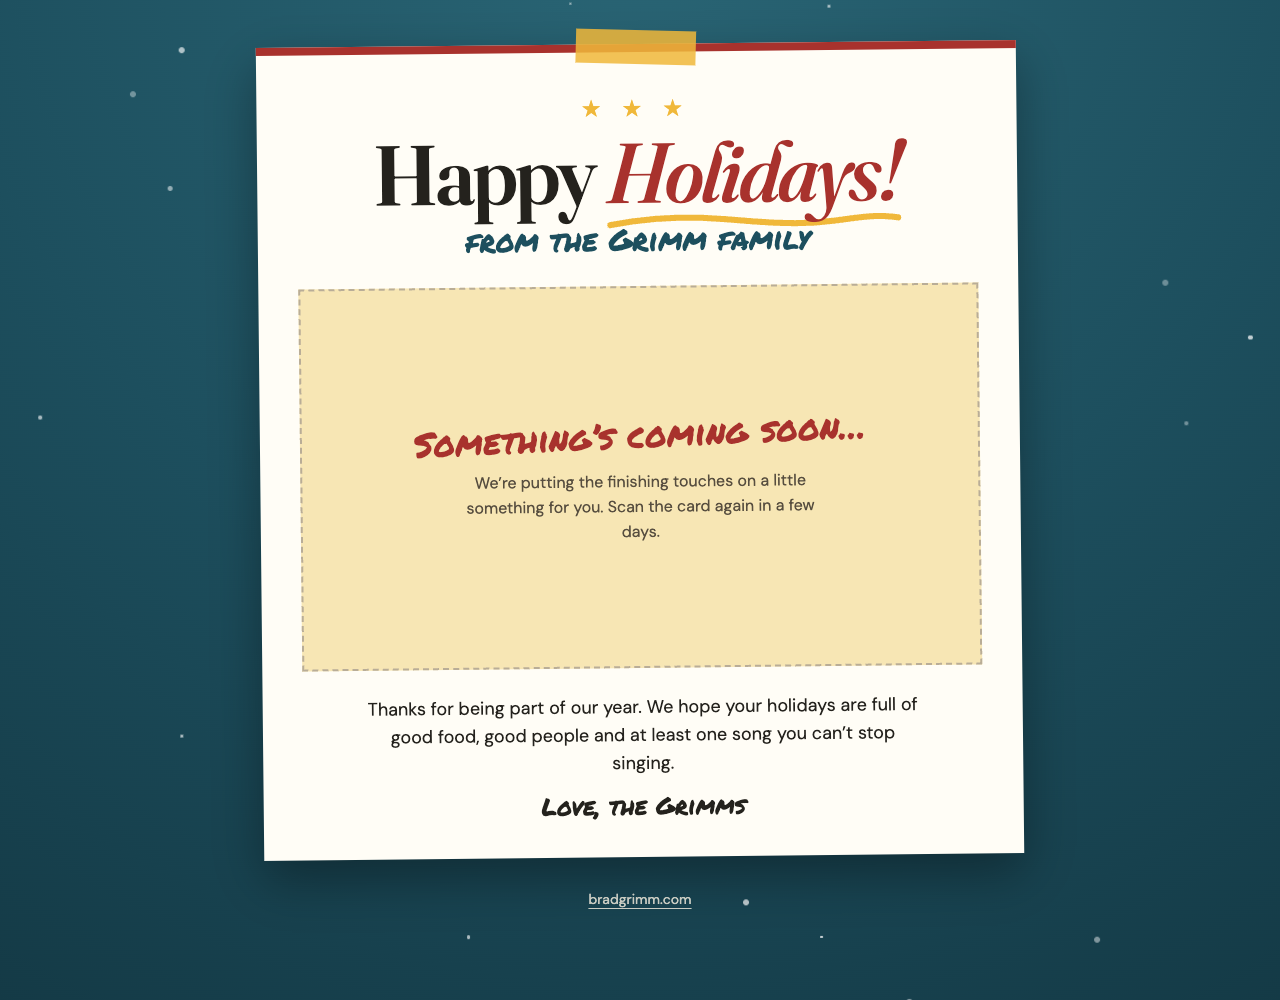 ★ ★ ★
Happy Holidays!
from the Grimm family
Something’s coming soon...
We’re putting the finishing touches on a little
something for you. Scan the card again in a few
days.
Thanks for being part of our year. We hope your holidays are full of
good food, good people and at least one song you can’t stop
singing.
Love, the Grimms
bradgrimm.com